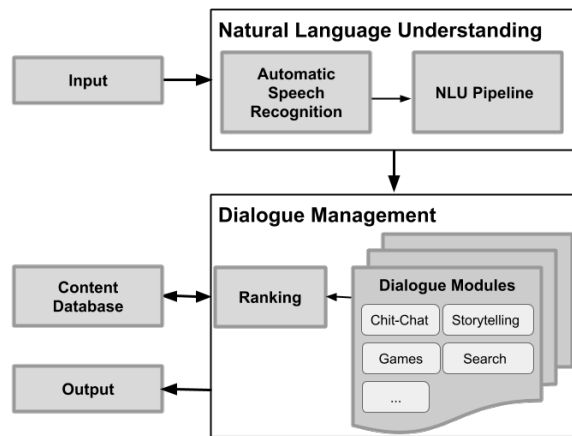 Natural Language Understanding
Input
Automatic
Speech
Recognition
NLU Pipeline
Dialogue Management
Content
Database
Ranking
Dialogue Modules
Chit-Chat
Storytelling
Games
Search
...
Output